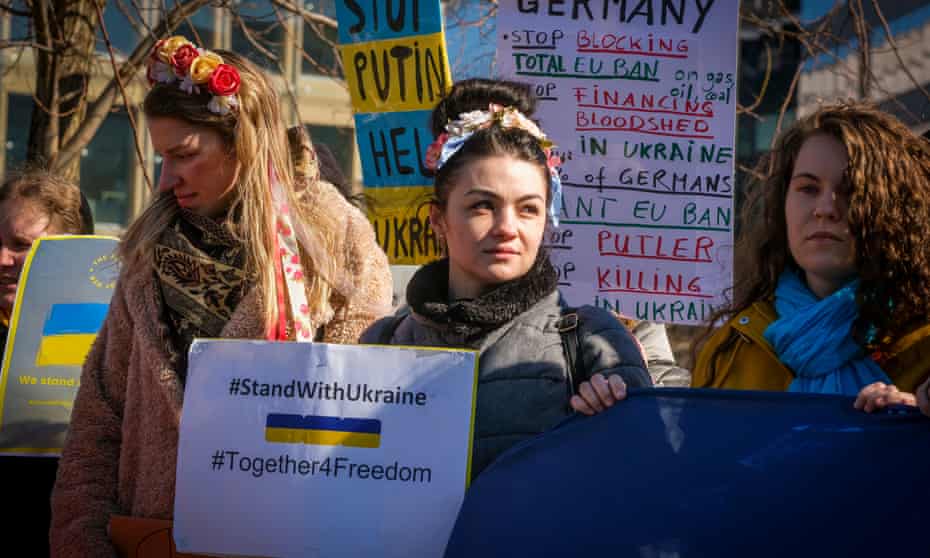 STOP
PUTIN
HEL
UKRA
GERMANY
STOP BLOCKING
TOTAL EU BAN on gas,
oil, coal
FINANCING
BLOODSHED
IN UKRAINE
% of GERMANS
ANT EU BAN
PUTLER
KILLING
IN UKRAINE
We stand
#StandWithUkraine
#Together4Freedom